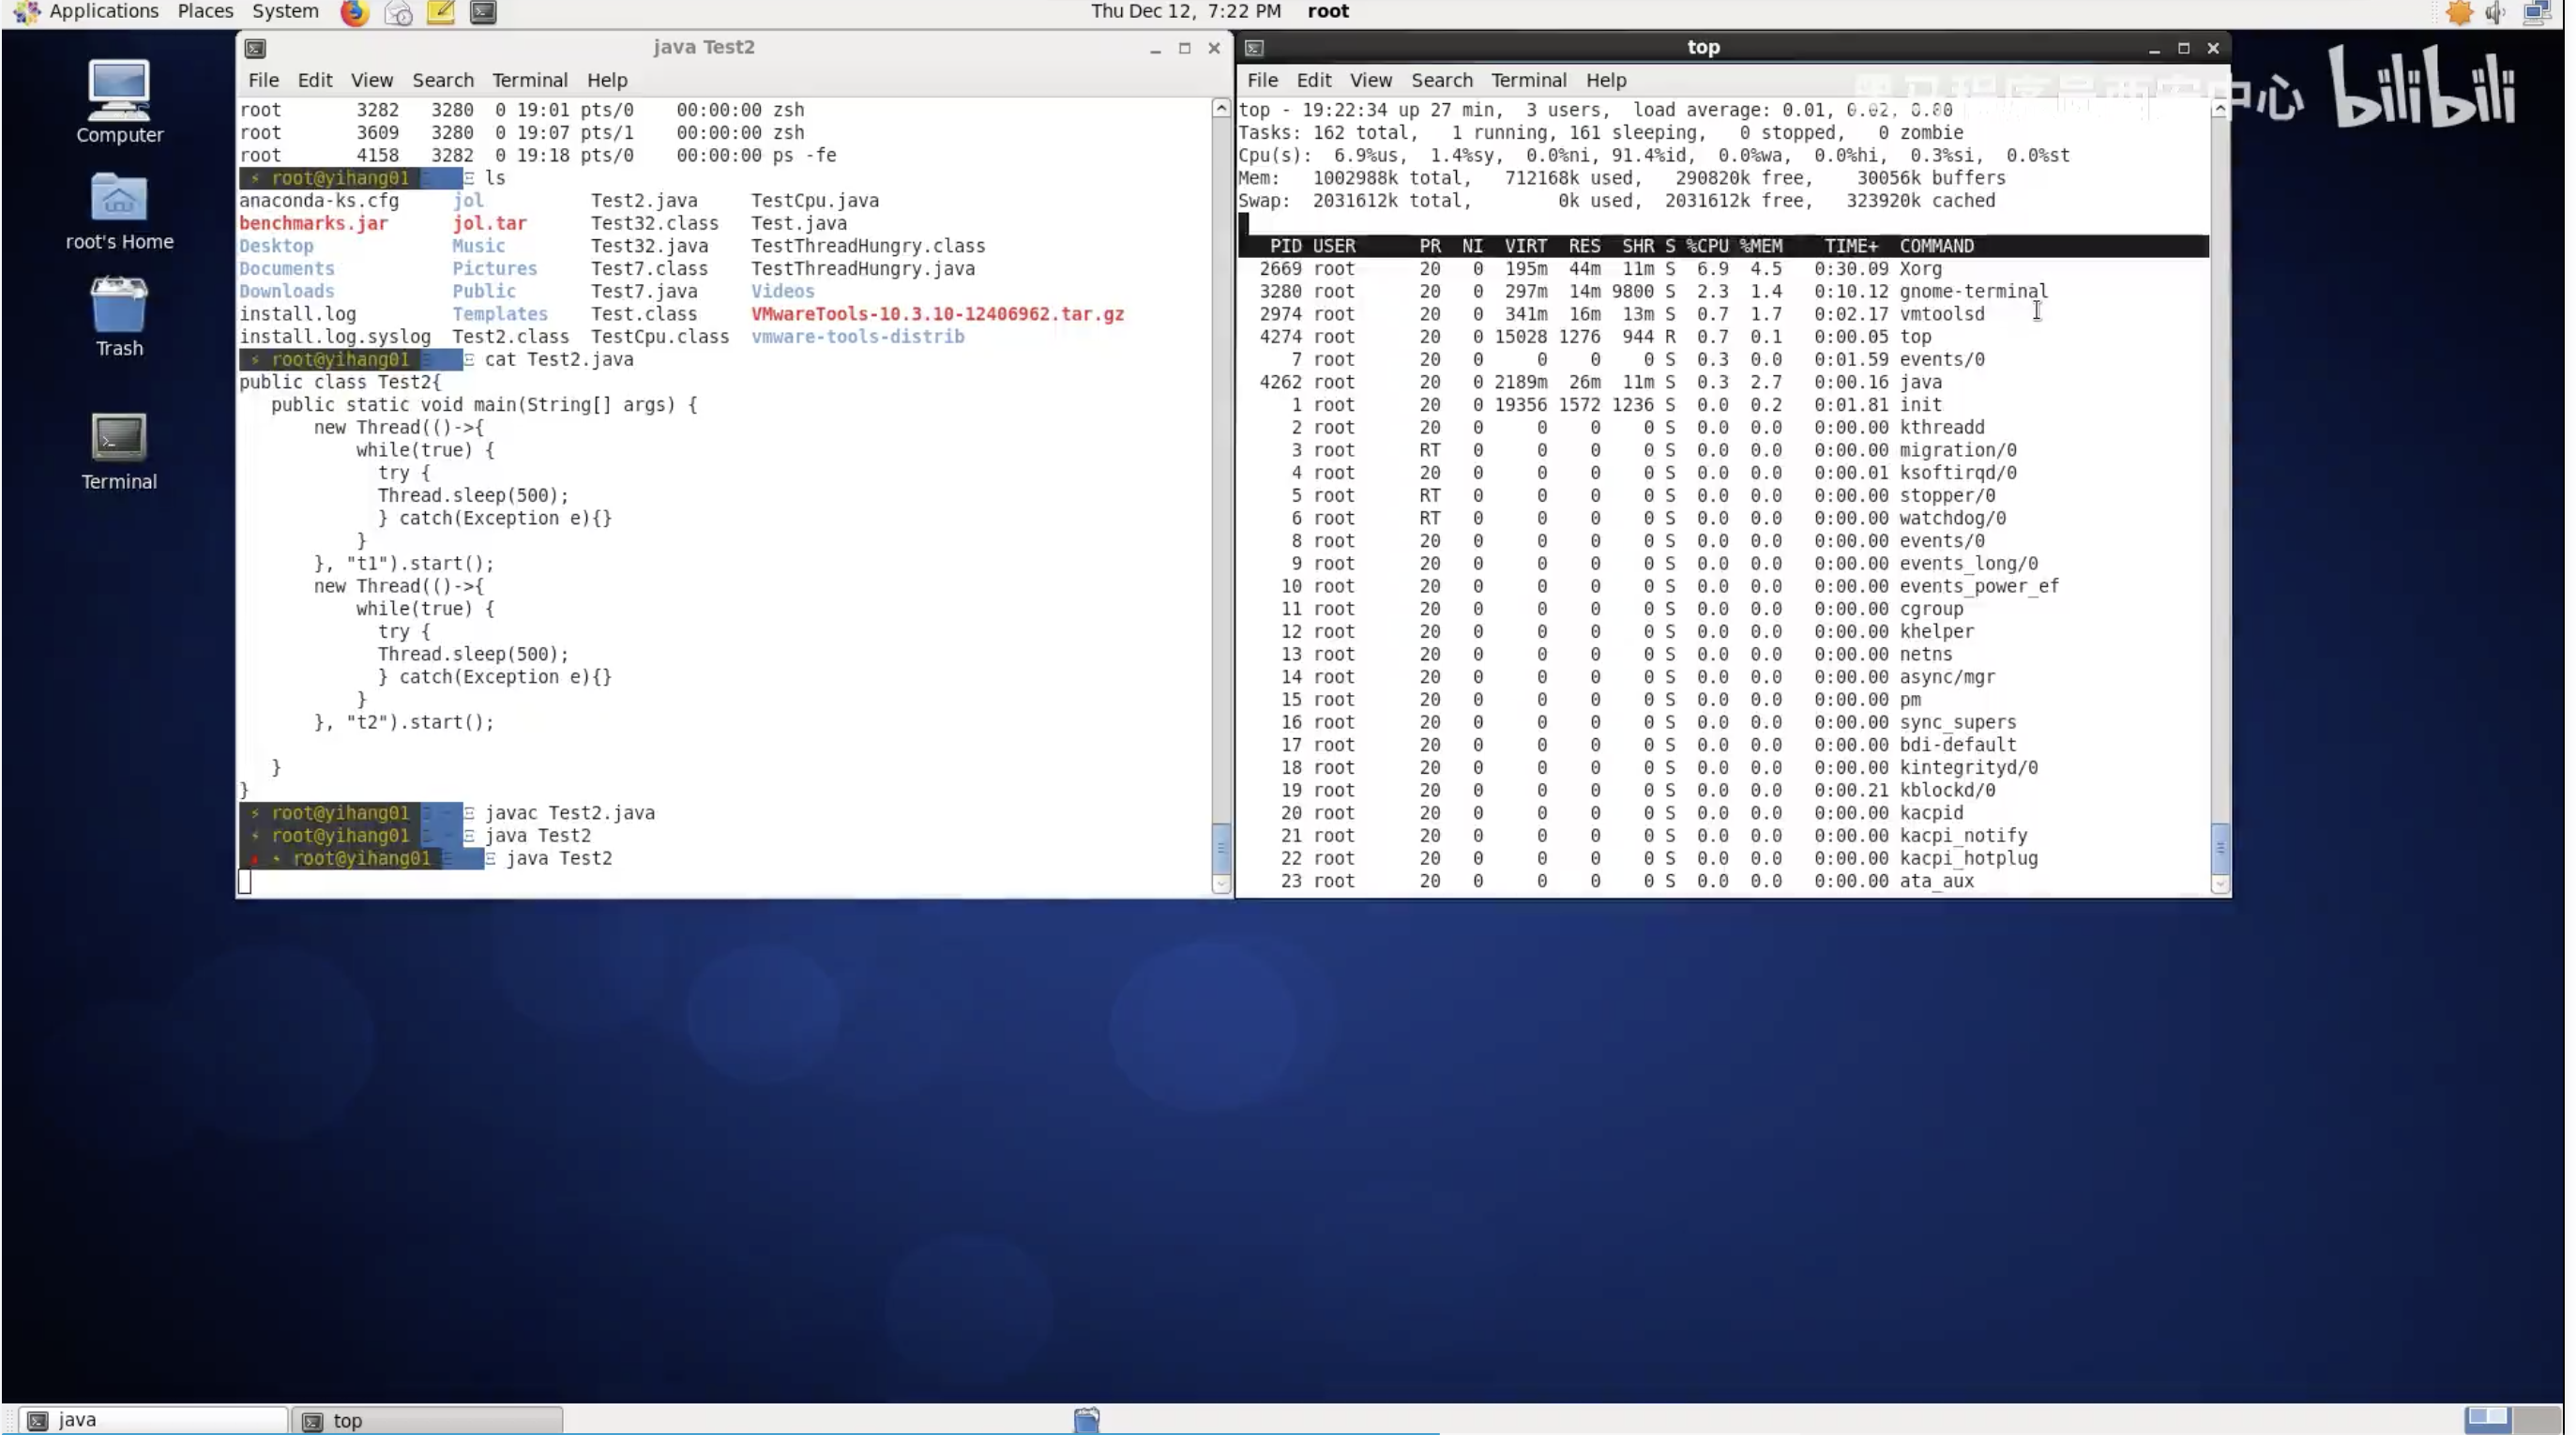 Applications Places System
Thu Dec 12, 7:22 PM root
Computer
root's Home
Trash
Terminal
java Test2
File Edit View Search Terminal Help
root 3282 3280 0 19:01 pts/0 00:00:00 zsh
root 3609 3280 0 19:07 pts/1 00:00:00 zsh
root 4158 3282 0 19:18 pts/0 00:00:00 ps -fe
root@yihang01 ls
anaconda-ks.cfg jol Test2.java TestCpu.java
benchmarks.jar jol.tar Test32.class Test.java
Desktop Music Test32.java TestThreadHungry.class
Documents Pictures Test7.class TestThreadHungry.java
Downloads Public Test7.java Videos
install.log Templates Test.class VMwareTools-10.3.10-12406962.tar.gz
install.log.syslog Test2.class TestCpu.class vmware-tools-distrib
root@yihang01 cat Test2.java
public class Test2{
public static void main(String[] args) {
new Thread(()->{
while(true) {
try {
Thread.sleep(500);
} catch(Exception e){}
}
}, "t1").start();
new Thread(()->{
while(true) {
try {
Thread.sleep(500);
} catch(Exception e){}
}
}, "t2").start();
}
}
root@yihang01 javac Test2.java
root@yihang01 java Test2
root@yihang01 java Test2
top
File Edit View Search Terminal Help
中心 bilibili
top - 19:22:34 up 27 min, 3 users, load average: 0.01, 0.02, 0.00
Tasks: 162 total, 1 running, 161 sleeping, 0 stopped, 0 zombie
Cpu(s): 6.9%us, 1.4%sy, 0.0%ni, 91.4%id, 0.0%wa, 0.0%hi, 0.3%si, 0.0%st
Mem: 1002988k total, 712168k used, 290820k free, 30056k buffers
Swap: 2031612k total, 0k used, 2031612k free, 323920k cached
PID USER PR NI VIRT RES SHR S %CPU %MEM TIME+ COMMAND
2669 root 20 0 195m 44m 11m S 6.9 4.5 0:30.09 Xorg
3280 root 20 0 297m 14m 9800 S 2.3 1.4 0:10.12 gnome-terminal
2974 root 20 0 341m 16m 13m S 0.7 1.7 0:02.17 vmtoolsd
4274 root 20 0 15028 1276 944 R 0.7 0.1 0:00.05 top
7 root 20 0 0 0 0 S 0.3 0.0 0:01.59 events/0
4262 root 20 0 2189m 26m 11m S 0.3 2.7 0:00.16 java
1 root 20 0 19356 1572 1236 S 0.0 0.2 0:01.81 init
2 root 20 0 0 0 0 S 0.0 0.0 0:00.00 kthreadd
3 root RT 0 0 0 0 S 0.0 0.0 0:00.00 migration/0
4 root 20 0 0 0 0 S 0.0 0.0 0:00.01 ksoftirqd/0
5 root RT 0 0 0 0 S 0.0 0.0 0:00.00 stopper/0
6 root RT 0 0 0 0 S 0.0 0.0 0:00.00 watchdog/0
8 root 20 0 0 0 0 S 0.0 0.0 0:00.00 events/0
9 root 20 0 0 0 0 S 0.0 0.0 0:00.00 events_long/0
10 root 20 0 0 0 0 S 0.0 0.0 0:00.00 events_power_ef
11 root 20 0 0 0 0 S 0.0 0.0 0:00.00 cgroup
12 root 20 0 0 0 0 S 0.0 0.0 0:00.00 khelper
13 root 20 0 0 0 0 S 0.0 0.0 0:00.00 netns
14 root 20 0 0 0 0 S 0.0 0.0 0:00.00 async/mgr
15 root 20 0 0 0 0 S 0.0 0.0 0:00.00 pm
16 root 20 0 0 0 0 S 0.0 0.0 0:00.00 sync_supers
17 root 20 0 0 0 0 S 0.0 0.0 0:00.00 bdi-default
18 root 20 0 0 0 0 S 0.0 0.0 0:00.00 kintegrityd/0
19 root 20 0 0 0 0 S 0.0 0.0 0:00.21 kblockd/0
20 root 20 0 0 0 0 S 0.0 0.0 0:00.00 kacpid
21 root 20 0 0 0 0 S 0.0 0.0 0:00.00 kacpi_notify
22 root 20 0 0 0 0 S 0.0 0.0 0:00.00 kacpi_hotplug
23 root 20 0 0 0 0 S 0.0 0.0 0:00.00 ata_aux
java
top